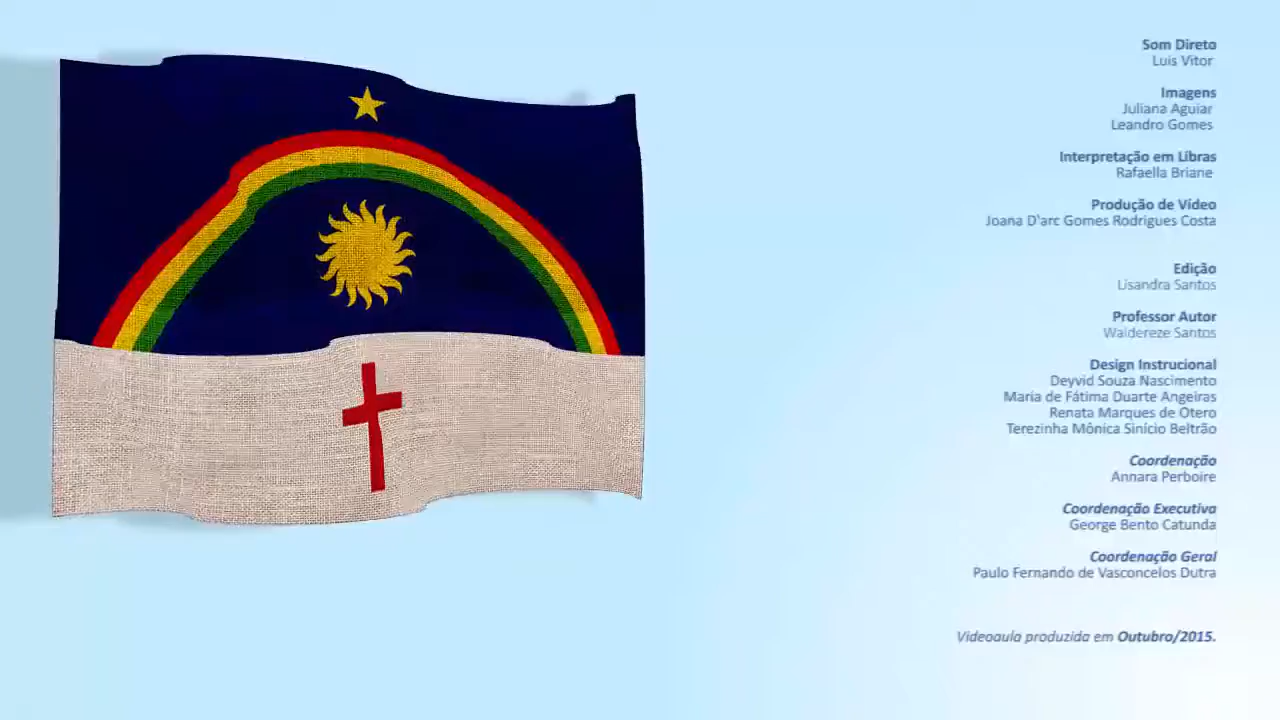 Som Direto
Luis Vitor
Imagens
Juliana Aguiar
Leandro Gomes
Interpretação em Libras
Rafaella Briane
Produção de Vídeo
Joana D'arc Gomes Rodrigues Costa
Edição
Lisandra Santos
Professor Autor
Waldereze Santos
Design Instrucional
Deyvid Souza Nascimento
Maria de Fátima Duarte Angeiras
Renata Marques de Otero
Terezinha Mônica Sinício Beltrão
Coordenação
Annara Perboire
Coordenação Executiva
George Bento Catunda
Coordenação Geral
Paulo Fernando de Vasconcelos Dutra
Videoaula produzida em Outubro/2015.